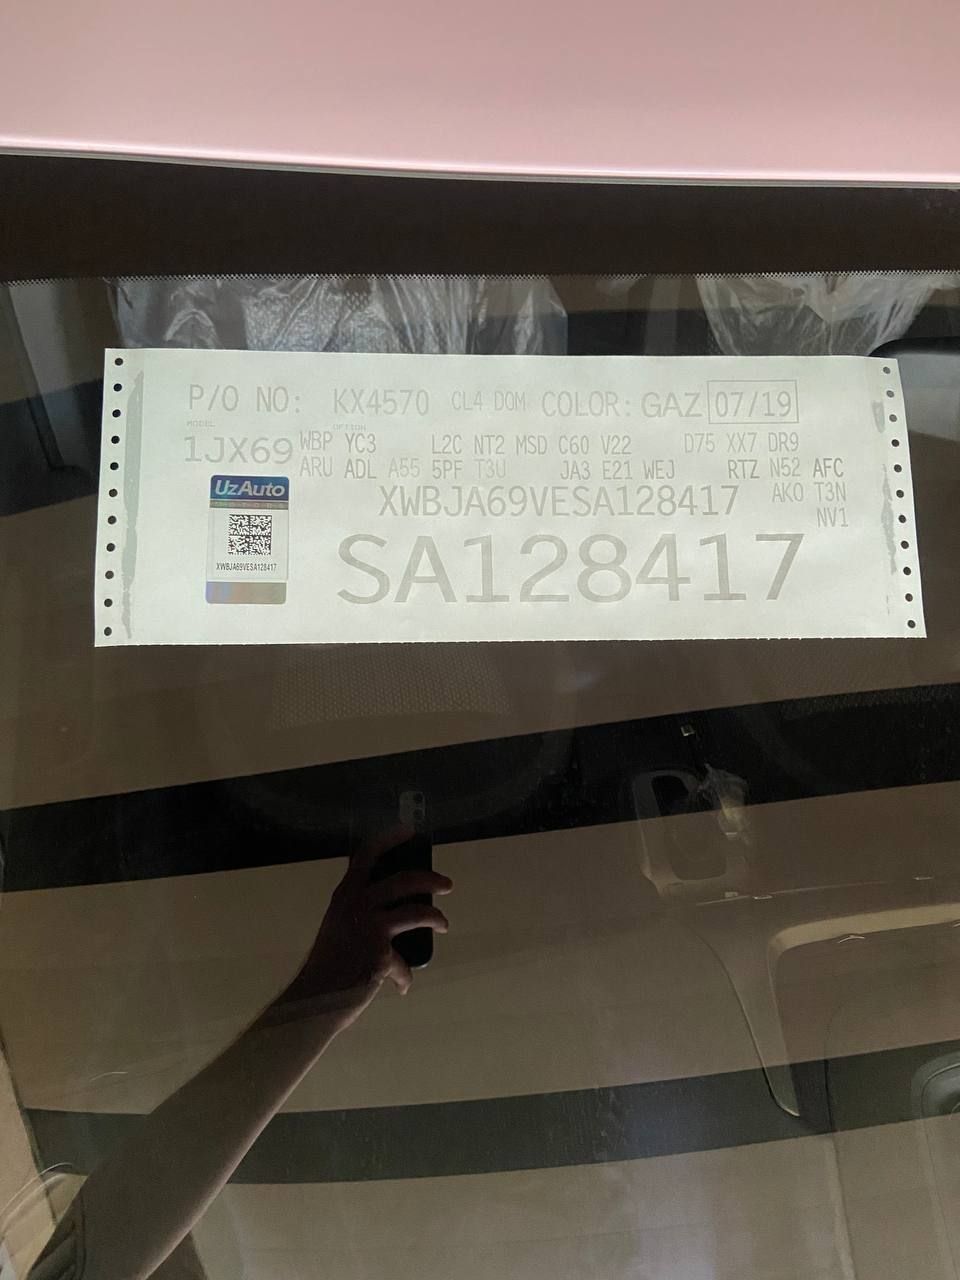 P/O NO: KX4570 CL4 DOM COLOR: GAZ 07/19
MODEL OPTION
1JX69 WBP YC3 L2C NT2 MSD C60 V22 D75 XX7 DR9
ARU ADL A55 5PF T3U JA3 E21 WEJ RTZ N52 AFC
UzAuto
MOTORS
XWBJA69VESA128417 AKO T3N
NV1
SA128417
XWBJA69VESA128417